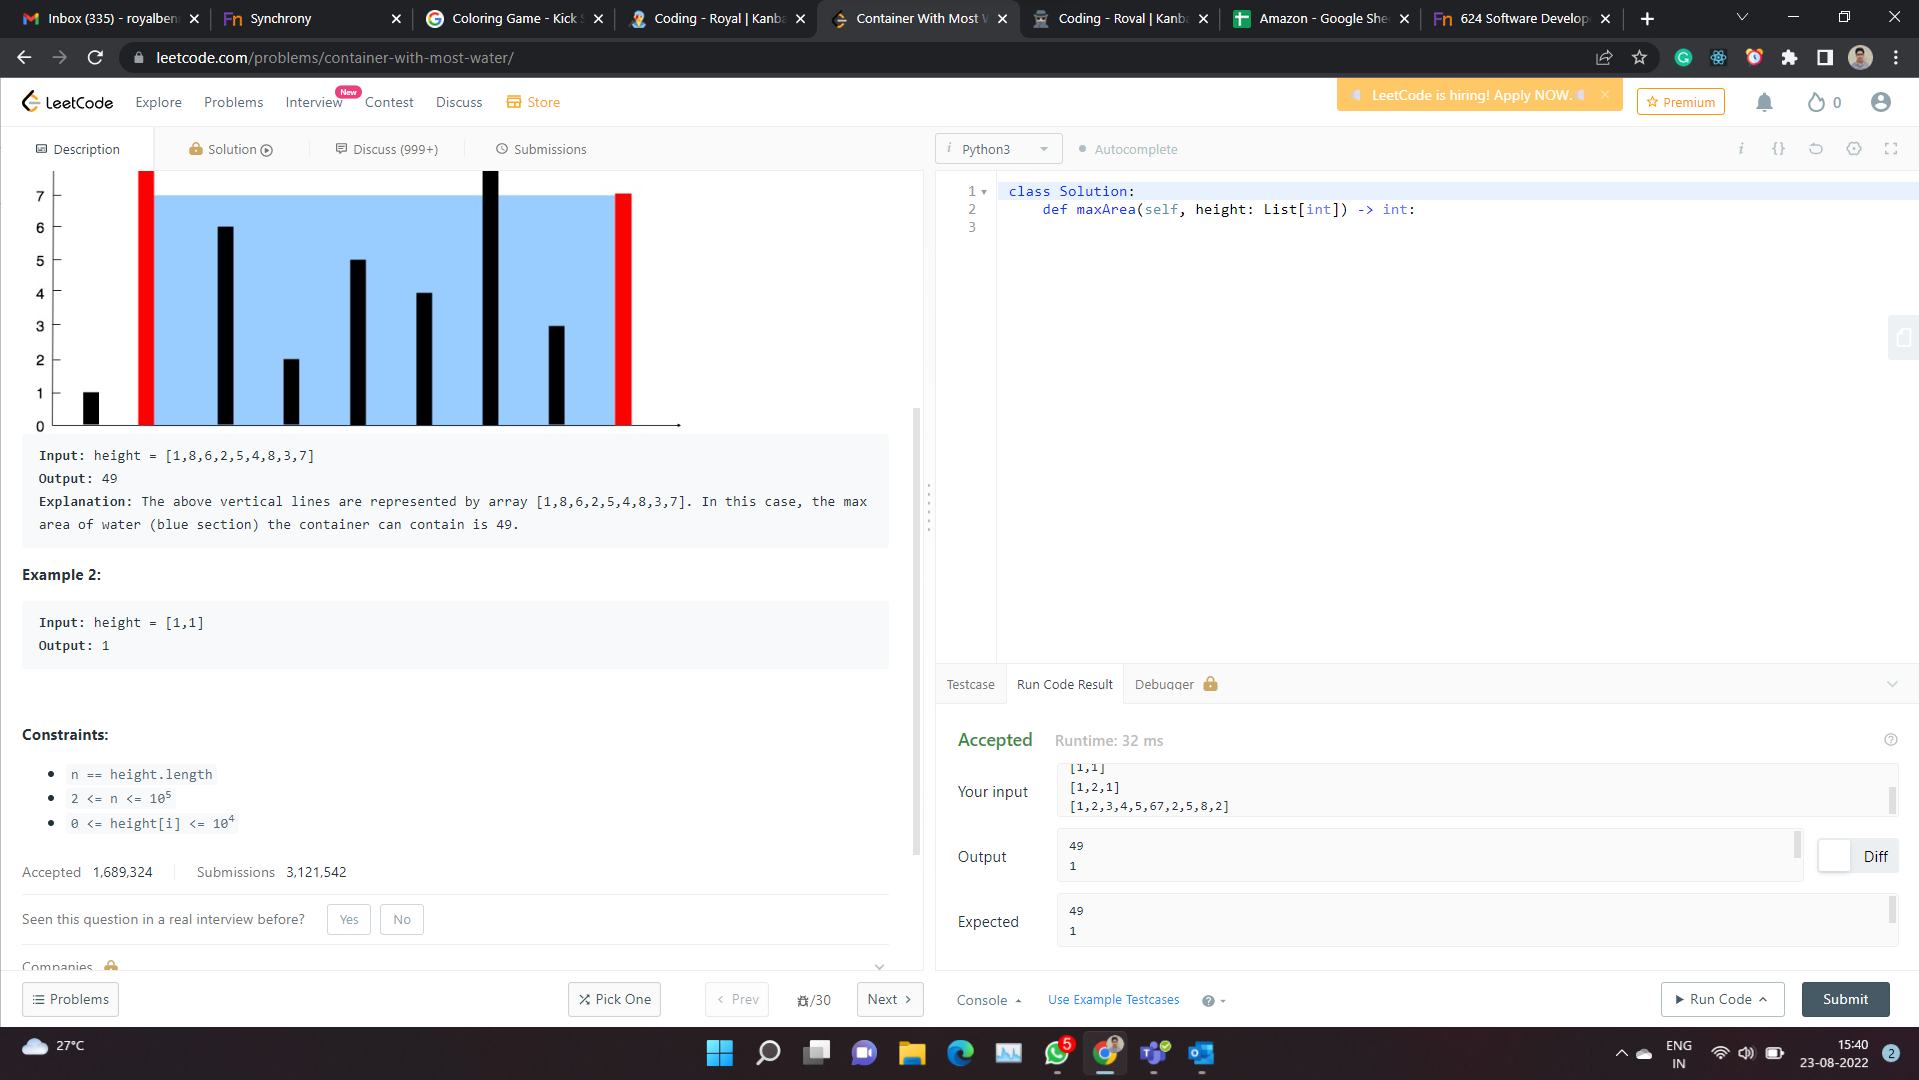 Inbox (335) - royalben
Synchrony
Coloring Game - Kick S
Coding - Royal | Kanba
Container With Most W
Coding - Royal | Kanba
Amazon - Google She
624 Software Develop
leetcode.com/problems/container-with-most-water/
LeetCode
Explore
Problems
Interview
New
Contest
Discuss
Store
LeetCode is hiring! Apply NOW.
Premium
0
Description
Solution
Discuss (999+)
Submissions
i Python3
Autocomplete
i
{}
7
6
5
4
3
2
1
0
Input: height = [1,8,6,2,5,4,8,3,7]
Output: 49
Explanation: The above vertical lines are represented by array [1,8,6,2,5,4,8,3,7]. In this case, the max
area of water (blue section) the container can contain is 49.
Example 2:
Input: height = [1,1]
Output: 1
Constraints:
n == height.length
2 <= n <= 10⁵
0 <= height[i] <= 10⁴
Accepted 1,689,324
Submissions 3,121,542
Seen this question in a real interview before?
Yes
No
Companies
Problems
Pick One
Prev
/30
Next
1 class Solution:
2 def maxArea(self, height: List[int]) -> int:
3
Testcase
Run Code Result
Debugger
Accepted
Runtime: 32 ms
Your input
[1,1]
[1,2,1]
[1,2,3,4,5,67,2,5,8,2]
Output
49
1
Diff
Expected
49
1
Console
Use Example Testcases
Run Code
Submit
27°C
5
ENG
IN
15:40
23-08-2022
2